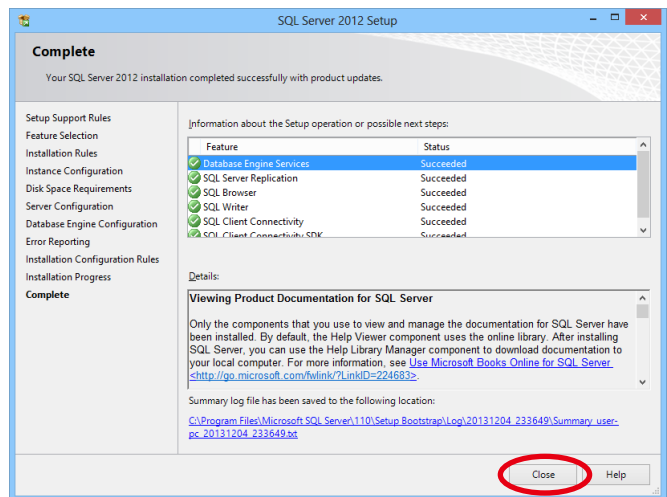 SQL Server 2012 Setup
Complete
Your SQL Server 2012 installation completed successfully with product updates.
Setup Support Rules
Feature Selection
Installation Rules
Instance Configuration
Disk Space Requirements
Server Configuration
Database Engine Configuration
Error Reporting
Installation Configuration Rules
Installation Progress
Complete
Information about the Setup operation or possible next steps:
Feature Status
Database Engine Services Succeeded
SQL Server Replication Succeeded
SQL Browser Succeeded
SQL Writer Succeeded
SQL Client Connectivity Succeeded
SQL Client Connectivity SDK Succeeded
Details:
Viewing Product Documentation for SQL Server
Only the components that you use to view and manage the documentation for SQL Server have
been installed. By default, the Help Viewer component uses the online library. After installing
SQL Server, you can use the Help Library Manager component to download documentation to
your local computer. For more information, see Use Microsoft Books Online for SQL Server
<http://go.microsoft.com/fwlink/?LinkID=224683>.
Summary log file has been saved to the following location:
C:\Program Files\Microsoft SQL Server\110\Setup Bootstrap\Log\20131204_233649\Summary_user-
pc_20131204_233649.txt
Close Help